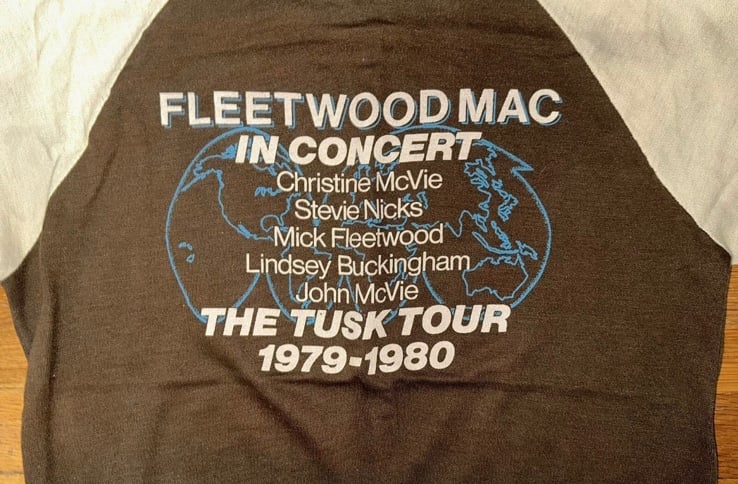 FLEETWOOD MAC
IN CONCERT
Christine McVie
Stevie Nicks
Mick Fleetwood
Lindsey Buckingham
John McVie
THE TUSK TOUR
1979-1980